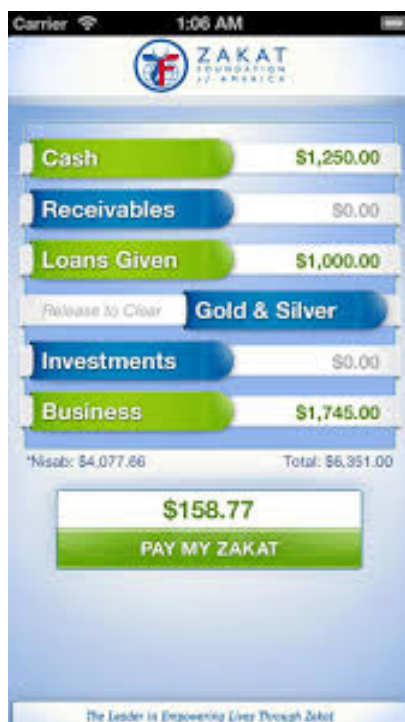 Carrier 1:06 AM
ZAKAT
FOUNDATION
of AMERICA
Cash $1,250.00
Receivables $0.00
Loans Given $1,000.00
Release to Clear Gold & Silver
Investments $0.00
Business $1,745.00
*Nisab: $4,077.66 Total: $6,351.00
$158.77
PAY MY ZAKAT
The Leader in Empowering Lives Through Zakat